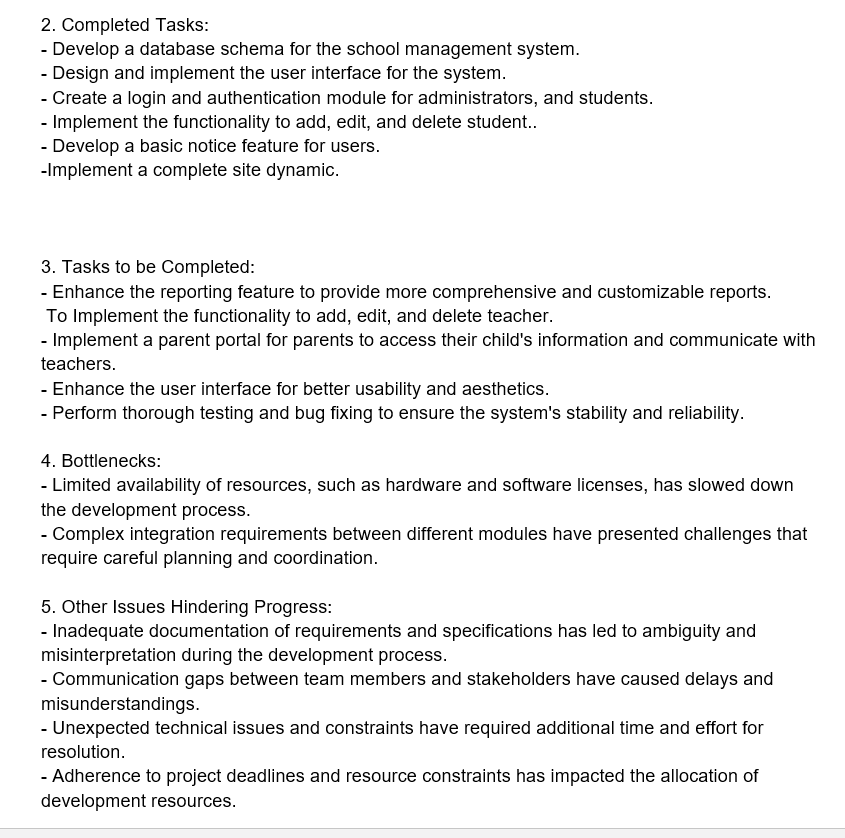 2. Completed Tasks:
- Develop a database schema for the school management system.
- Design and implement the user interface for the system.
- Create a login and authentication module for administrators, and students.
- Implement the functionality to add, edit, and delete student..
- Develop a basic notice feature for users.
-Implement a complete site dynamic.
3. Tasks to be Completed:
- Enhance the reporting feature to provide more comprehensive and customizable reports.
To Implement the functionality to add, edit, and delete teacher.
- Implement a parent portal for parents to access their child's information and communicate with
teachers.
- Enhance the user interface for better usability and aesthetics.
- Perform thorough testing and bug fixing to ensure the system's stability and reliability.
4. Bottlenecks:
- Limited availability of resources, such as hardware and software licenses, has slowed down
the development process.
- Complex integration requirements between different modules have presented challenges that
require careful planning and coordination.
5. Other Issues Hindering Progress:
- Inadequate documentation of requirements and specifications has led to ambiguity and
misinterpretation during the development process.
- Communication gaps between team members and stakeholders have caused delays and
misunderstandings.
- Unexpected technical issues and constraints have required additional time and effort for
resolution.
- Adherence to project deadlines and resource constraints has impacted the allocation of
development resources.